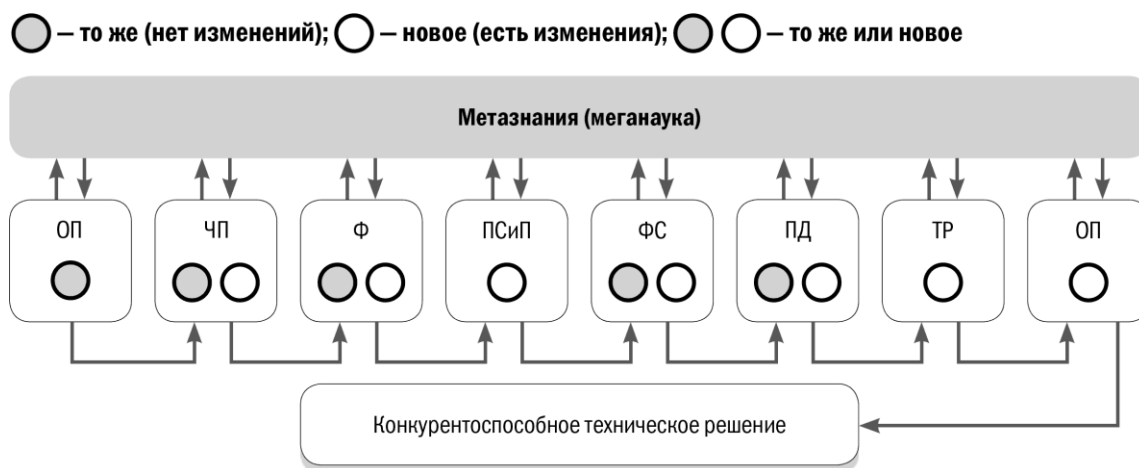 — то же (нет изменений); — новое (есть изменения); — то же или новое
Метазнания (меганаука)
ОП ЧП Ф ПСиП ФС ПД ТР ОП
Конкурентоспособное техническое решение